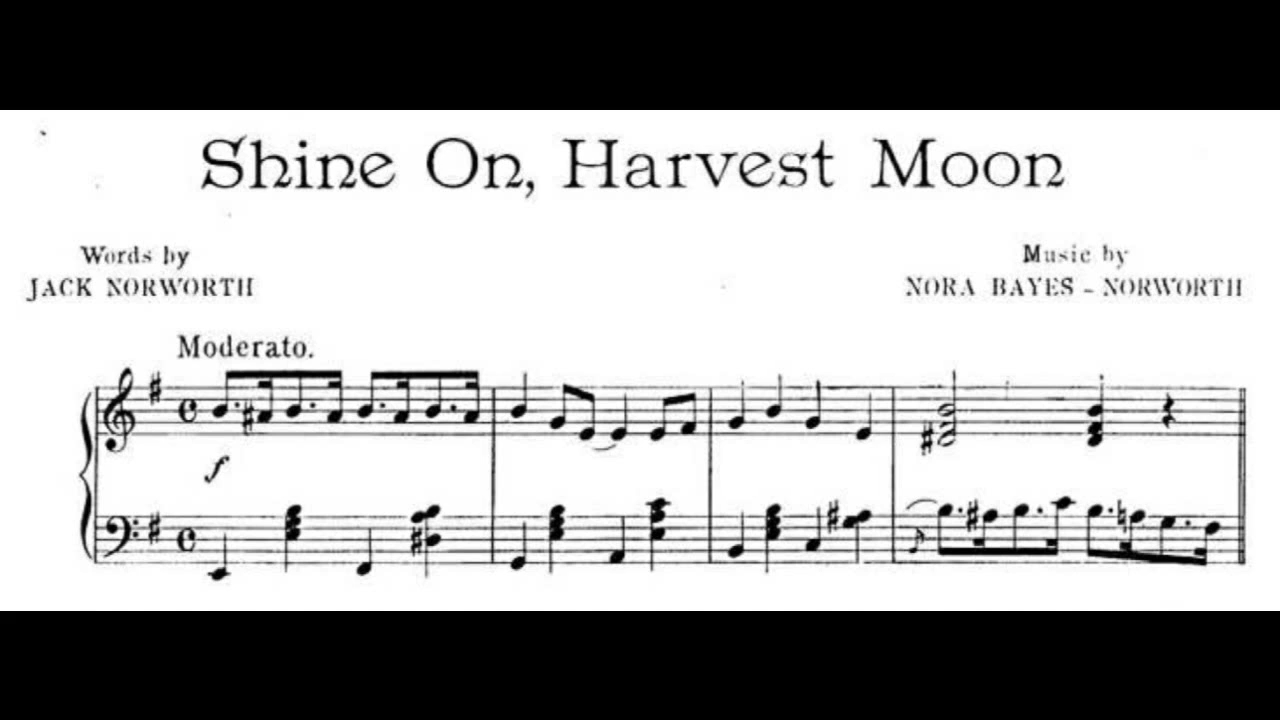 Shine On, Harvest Moon
Words by
JACK NORWORTH
Music by
NORA BAYES - NORWORTH
Moderato.
f